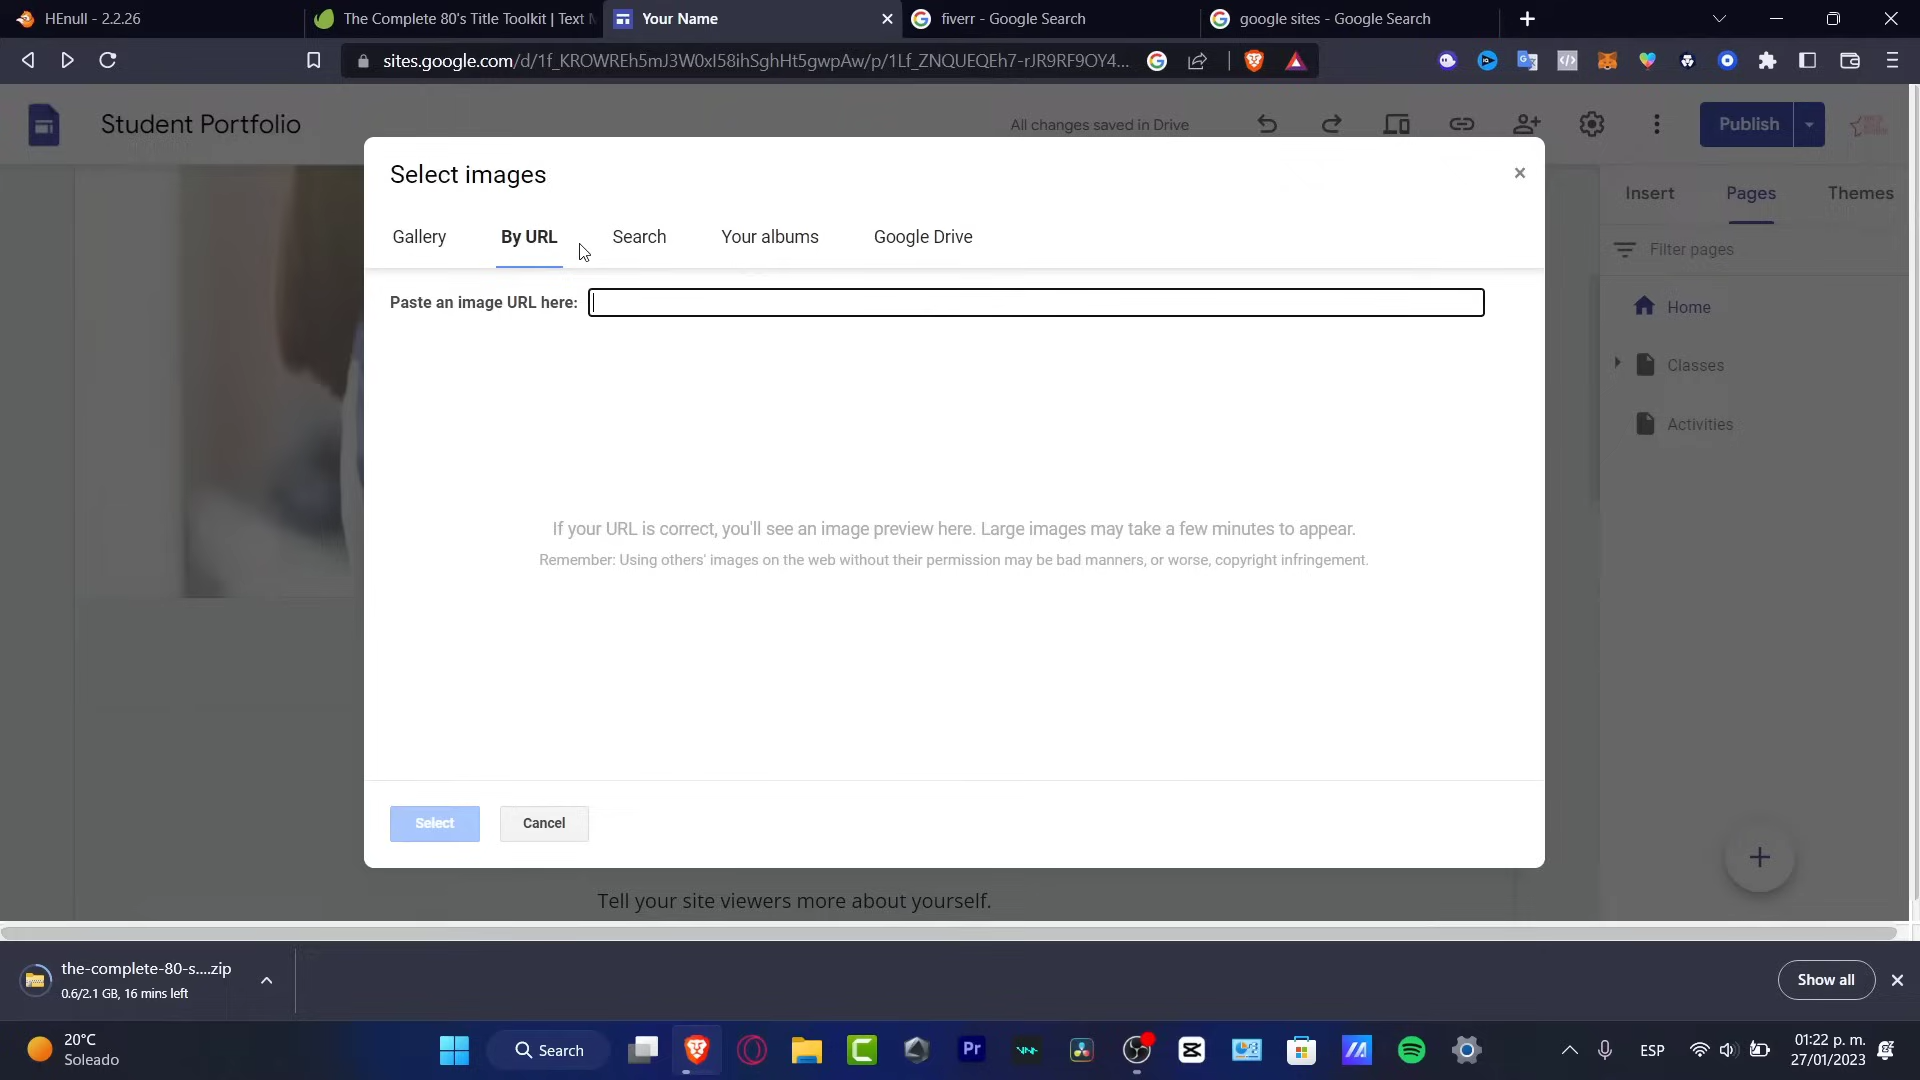 HEnull - 2.2.26
The Complete 80's Title Toolkit | Text
Your Name
fiverr - Google Search
google sites - Google Search
sites.google.com/d/1f_KROWREh5mJ3W0xI58ihSghHt5gwpAw/p/1Lf_ZNQUEQEh7-rJR9RF9OY4...
Student Portfolio
All changes saved in Drive
Publish
Select images
Insert
Pages
Themes
Gallery
By URL
Search
Your albums
Google Drive
Filter pages
Paste an image URL here:
Home
Classes
Activities
If your URL is correct, you'll see an image preview here. Large images may take a few minutes to appear.
Remember: Using others' images on the web without their permission may be bad manners, or worse, copyright infringement.
Select
Cancel
Tell your site viewers more about yourself.
the-complete-80-s....zip
0.6/2.1 GB, 16 mins left
Show all
20°C
Soleado
Search
Pr
ESP
01:22 p. m.
27/01/2023